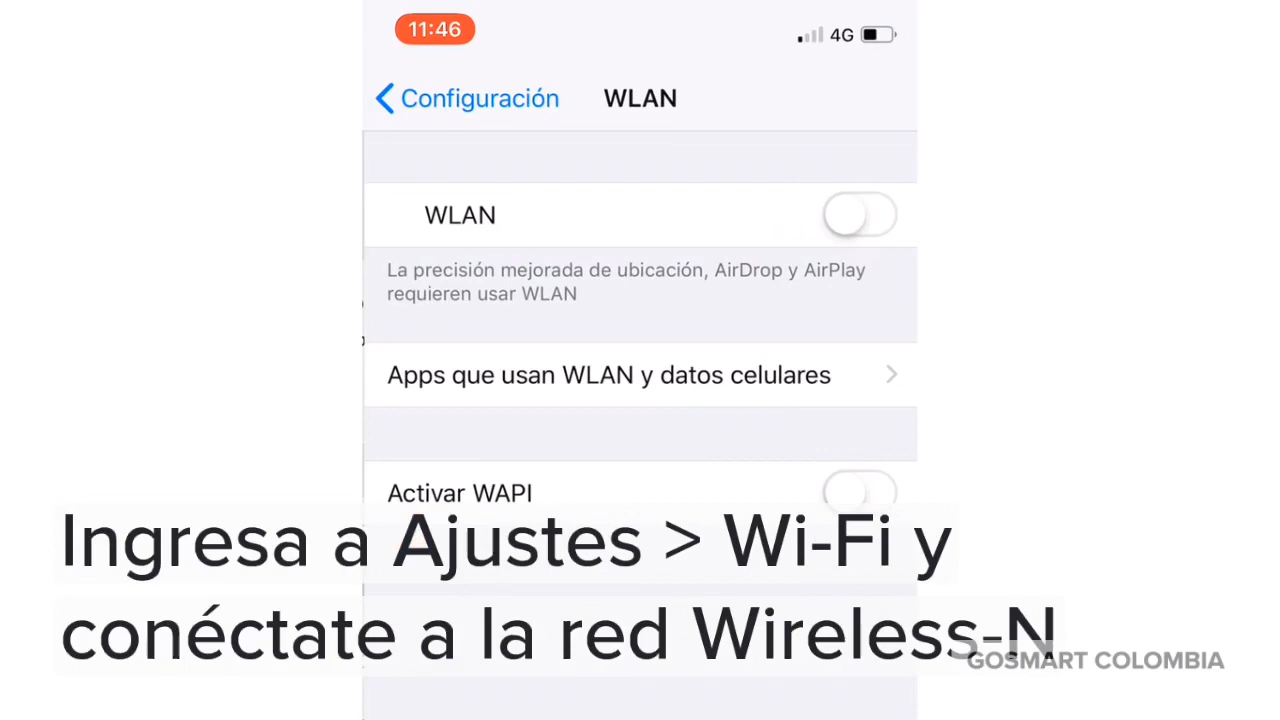 11:46
4G
Configuración
WLAN
WLAN
La precisión mejorada de ubicación, AirDrop y AirPlay
requieren usar WLAN
Apps que usan WLAN y datos celulares
Activar WAPI
Ingresa a Ajustes > Wi-Fi y
conéctate a la red Wireless-N
GOSMART COLOMBIA